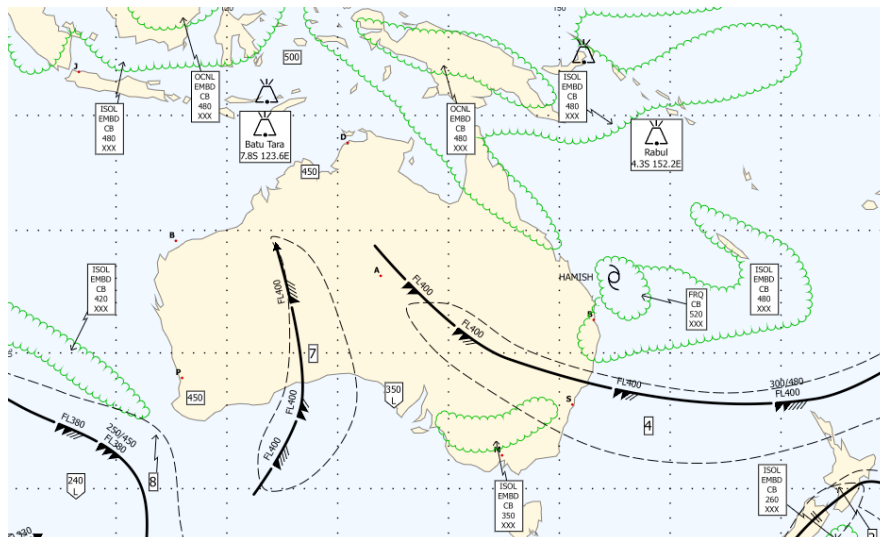 120
150
500
J
OCNL
EMBD
CB
480
XXX
ISOL
EMBD
CB
480
XXX
OCNL
EMBD
CB
480
XXX
ISOL
EMBD
CB
480
XXX
Batu Tara
7.8S 123.6E
D
Rabul
4.3S 152.2E
450
B
A
HAMISH
ISOL
EMBD
CB
420
XXX
FL400
FL400
FRQ
CB
520
XXX
ISOL
EMBD
CB
480
XXX
B
FL400
7
P
450
350
L
FL400
FL400
300/480
FL400
S
4
FL400
FL380
250/450
FL380
M
240
L
8
ISOL
EMBD
CB
350
XXX
ISOL
EMBD
CB
260
XXX